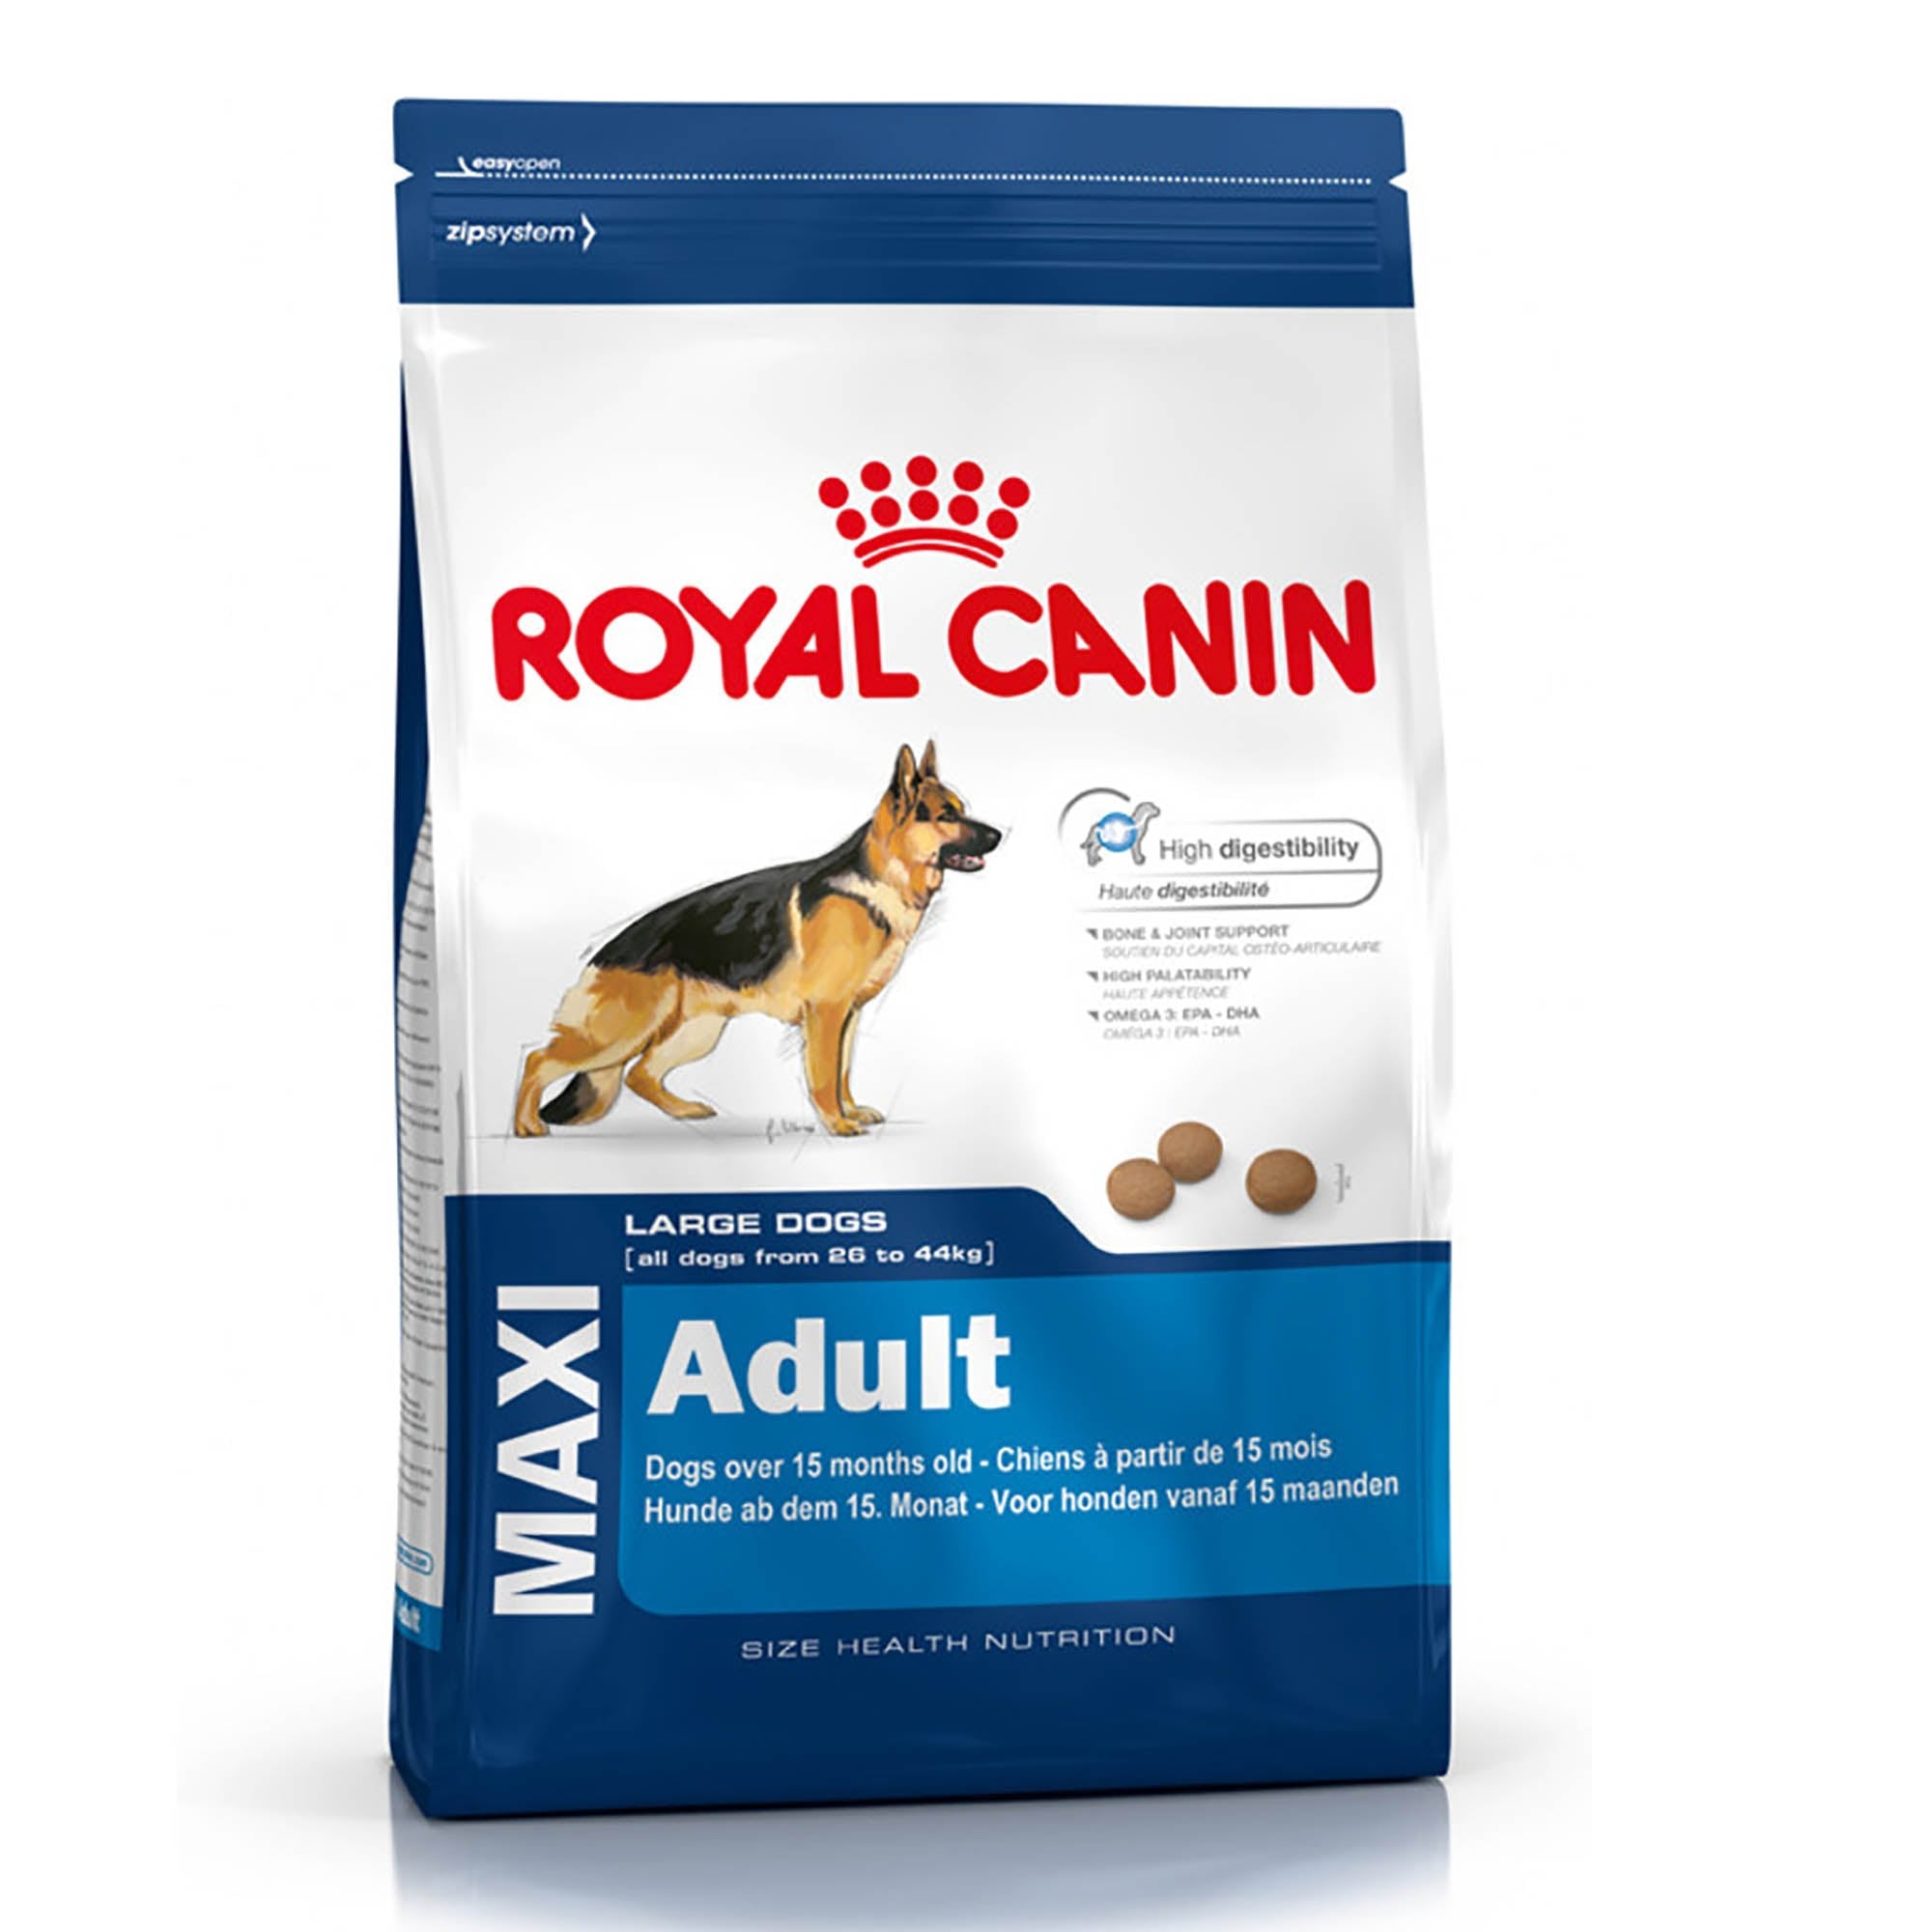 easyopen
zipsystem
ROYAL CANIN
High digestibility
Haute digestibilité
BONE & JOINT SUPPORT
SOUTIEN DU CAPITAL OSTÉO-ARTICULAIRE
HIGH PALATABILITY
HAUTE APPÉTENCE
OMEGA 3: EPA - DHA
OMÉGA 3 : EPA - DHA
LARGE DOGS
[all dogs from 26 to 44kg]
MAXI
Adult
Dogs over 15 months old - Chiens à partir de 15 mois
Hunde ab dem 15. Monat - Voor honden vanaf 15 maanden
SIZE HEALTH NUTRITION
Adult